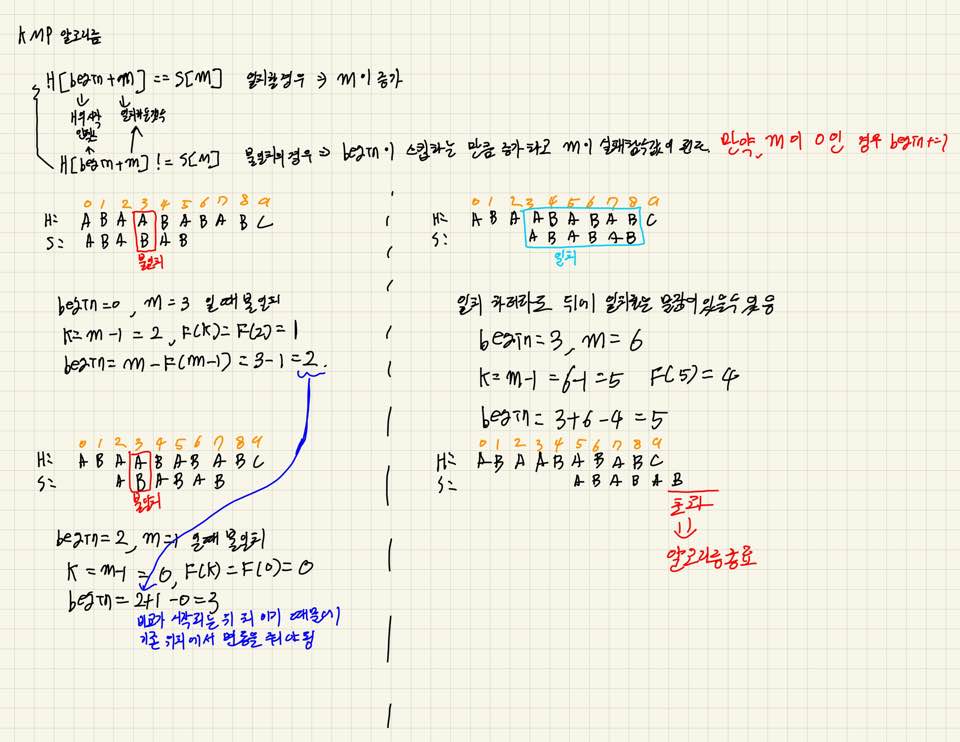 KMP 알고리즘
H[begin+m] == S[m] 일치할경우 ⇒ m이 증가
H의 시작 인덱스 일치하는갯수
H[begin+m] != S[m] 불일치의 경우 ⇒ begin이 스킵하는 만큼 증가하고 m이 실패함수값이 된다. 만약, m이 0인 경우 begin+=1
0 1 2 3 4 5 6 7 8 9
H= A B A A B A B A B C
S= A B A B A B
불일치
begin=0, m=3 일때 불일치
K=m-1=2, F(K)=F(2)=1
begin=m-F(m-1)=3-1=2.
0 1 2 3 4 5 6 7 8 9
H= A B A A B A B A B C
S= A B A B A B
불일치
begin=2, m=1 일때 불일치
K=m-1=0, F(K)=F(0)=0
begin=2+1-0=3
비교가 시작되는 위치 이기 때문에
기존 위치에서 변동을 줘야 됨
0 1 2 3 4 5 6 7 8 9
H= A B A A B A B A B C
S= A B A B A B
일치
일치 하더라도 뒤에 일치하는 문장이 있을수 있음
begin=3, m=6
K=m-1=6-1=5 F(5)=4
begin=3+6-4=5
0 1 2 3 4 5 6 7 8 9
H= A B A A B A B A B C
S= A B A B A B
초과
⇓
알고리즘종료